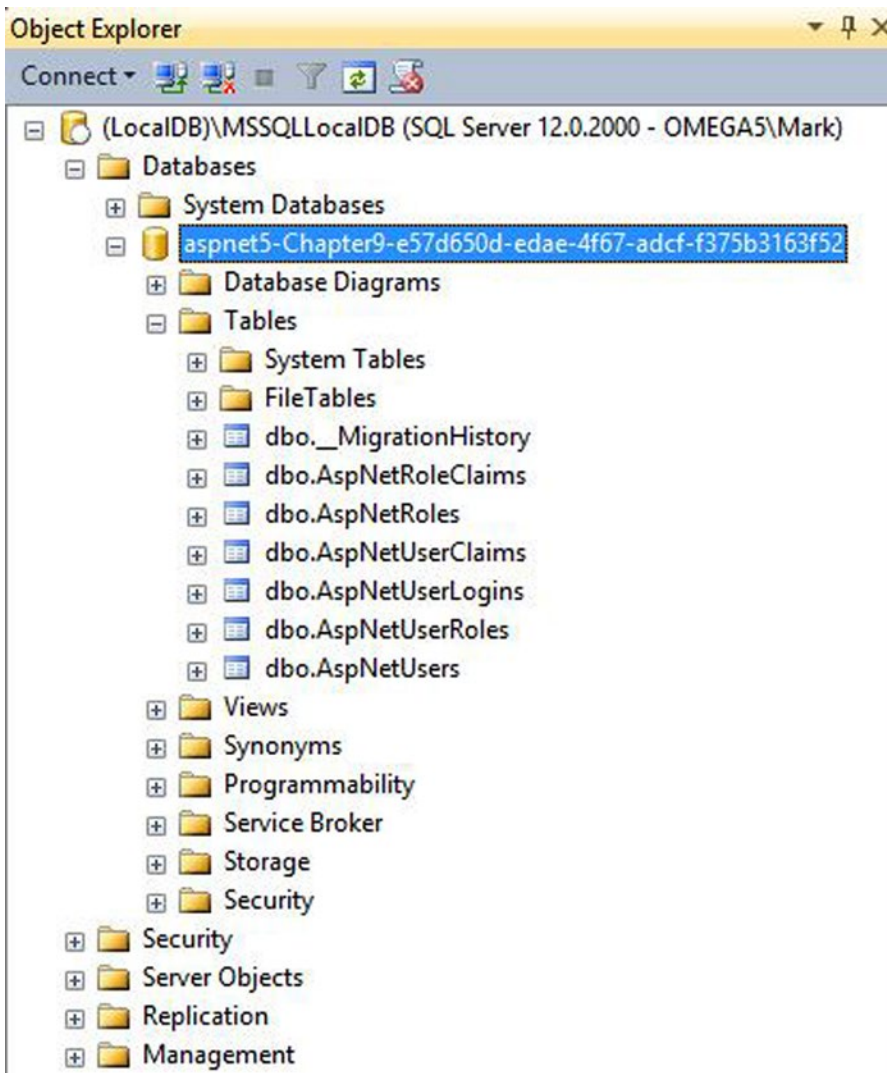 Object Explorer
Connect
(LocalDB)\MSSQLLocalDB (SQL Server 12.0.2000 - OMEGA5\Mark)
Databases
System Databases
aspnet5-Chapter9-e57d650d-edae-4f67-adcf-f375b3163f52
Database Diagrams
Tables
System Tables
FileTables
dbo.__MigrationHistory
dbo.AspNetRoleClaims
dbo.AspNetRoles
dbo.AspNetUserClaims
dbo.AspNetUserLogins
dbo.AspNetUserRoles
dbo.AspNetUsers
Views
Synonyms
Programmability
Service Broker
Storage
Security
Security
Server Objects
Replication
Management